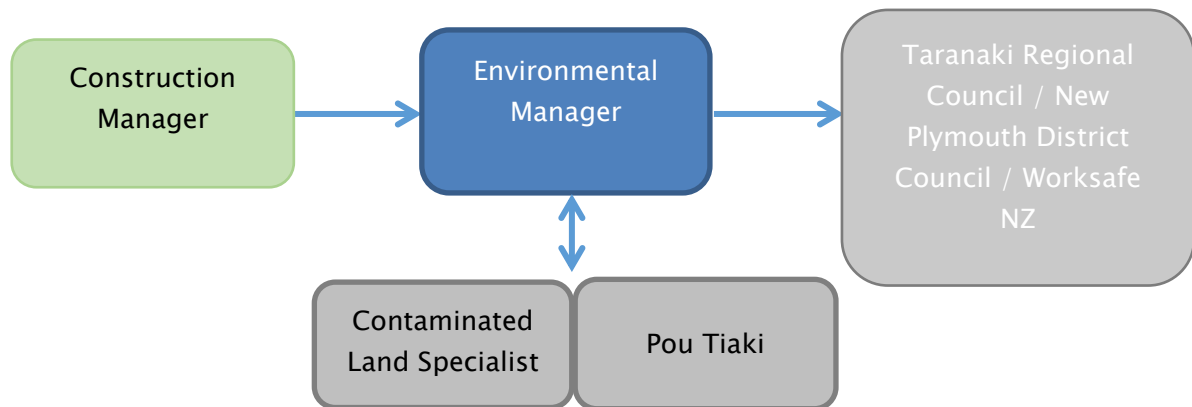 Construction
Manager
Environmental
Manager
Taranaki Regional
Council / New
Plymouth District
Council / Worksafe
NZ
Contaminated
Land Specialist
Pou Tiaki